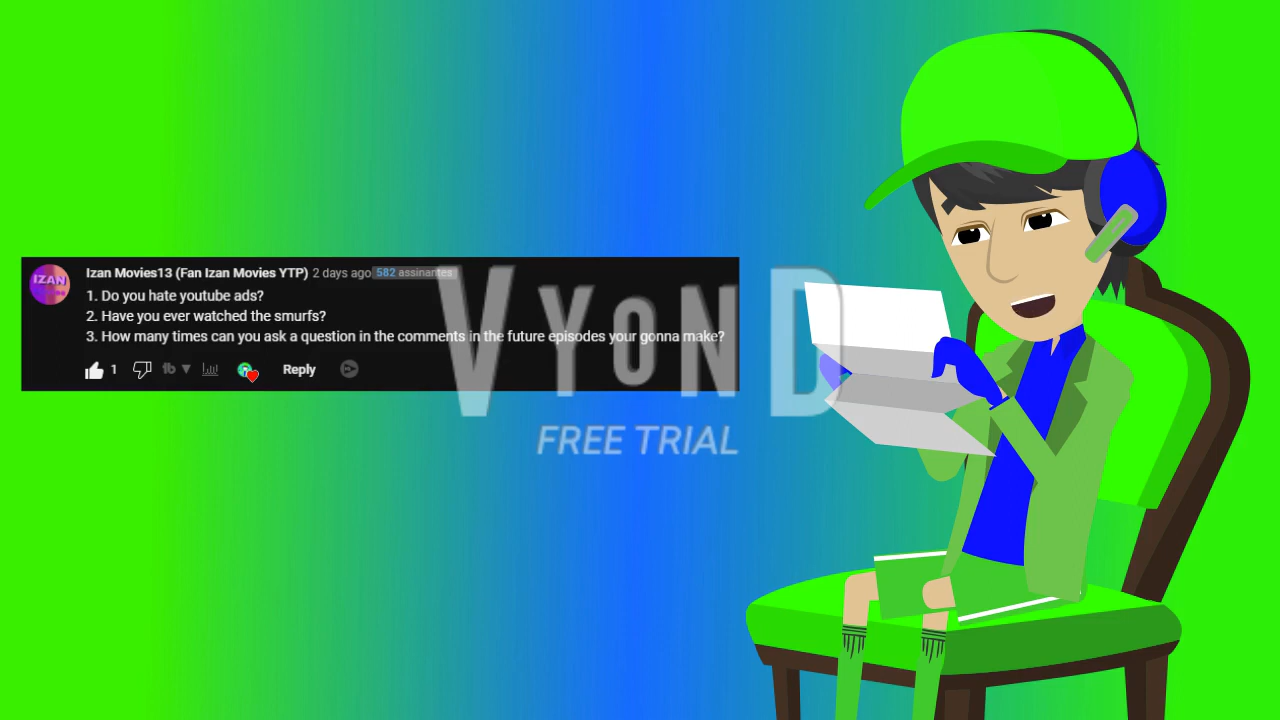 IZAN
Izan Movies13 (Fan Izan Movies YTP) 2 days ago 582 assinantes
1. Do you hate youtube ads?
2. Have you ever watched the smurfs?
3. How many times can you ask a question in the comments in the future episodes your gonna make?
1 Reply
VYOND
FREE TRIAL